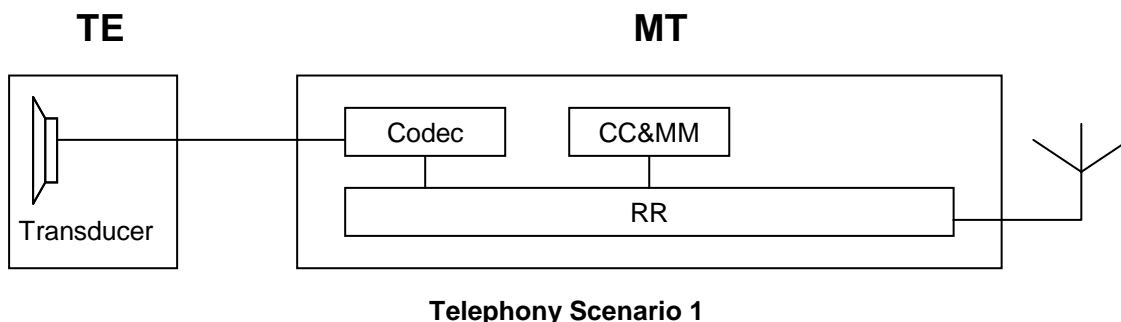 TE
MT
Codec
CC&MM
RR
Transducer
Telephony Scenario 1